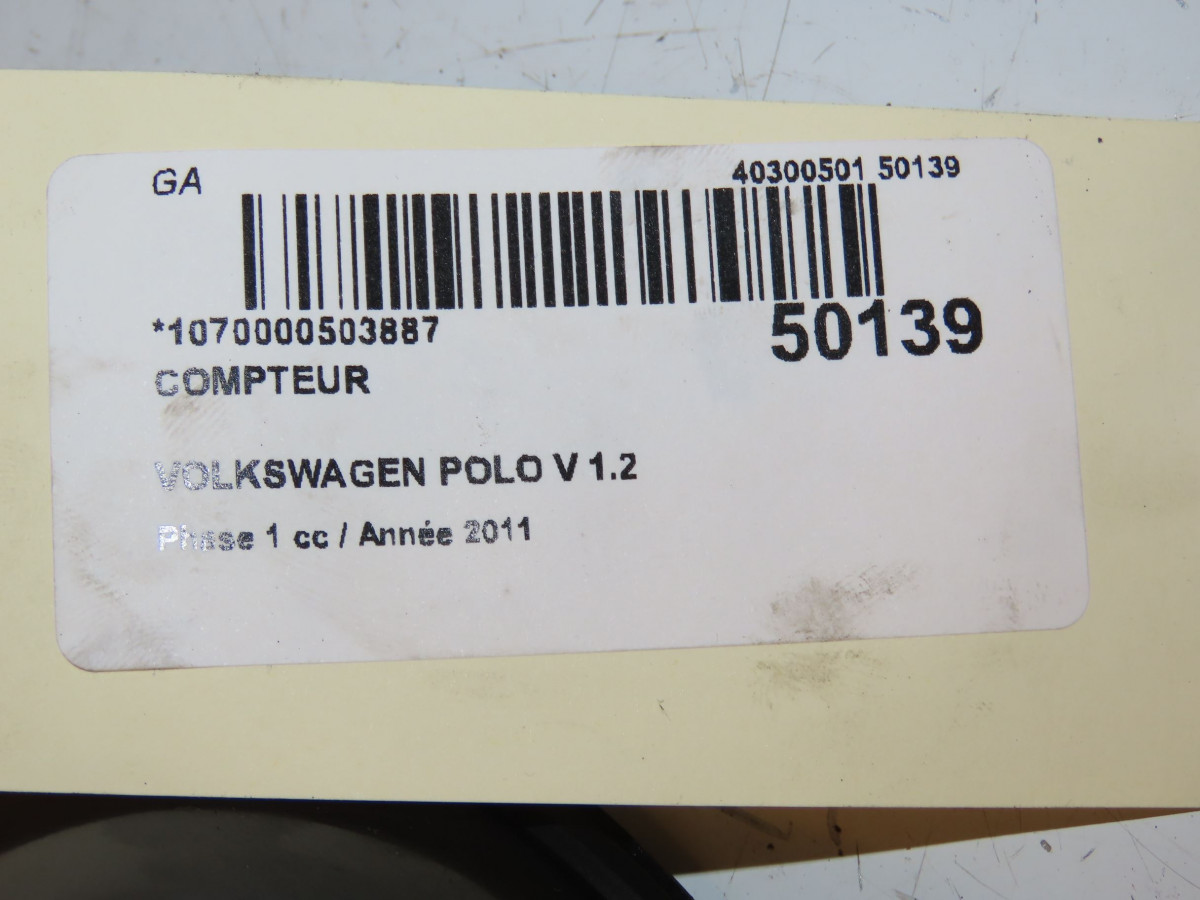 GA 40300501 50139
*1070000503887 50139
COMPTEUR
VOLKSWAGEN POLO V 1.2
Phase 1 cc / Année 2011